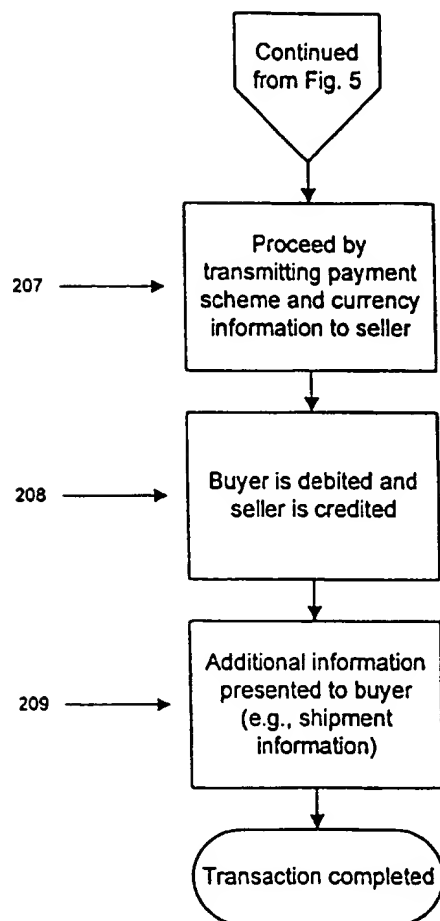 Continued
from Fig. 5
207
Proceed by
transmitting payment
scheme and currency
information to seller
208
Buyer is debited and
seller is credited
209
Additional information
presented to buyer
(e.g., shipment
information)
Transaction completed